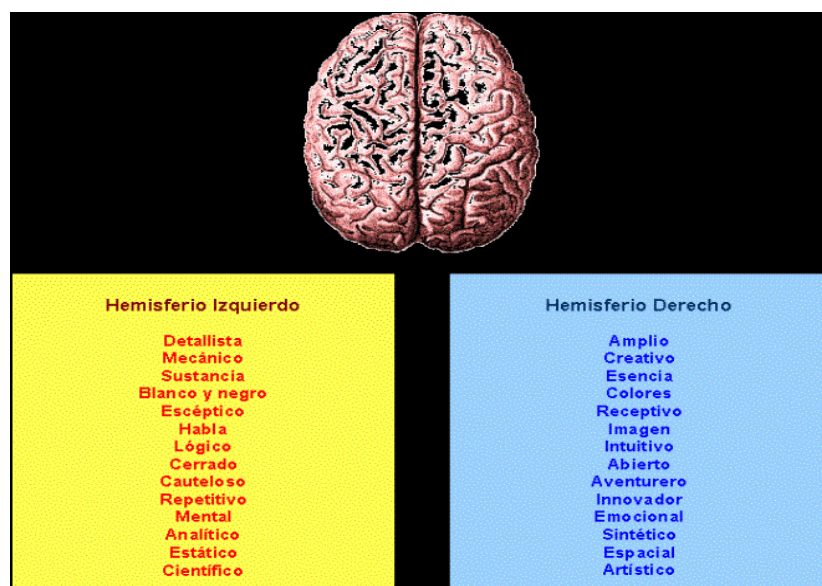 Hemisferio Izquierdo
Detallista
Mecánico
Sustancia
Blanco y negro
Escéptico
Habla
Lógico
Cerrado
Cauteloso
Repetitivo
Mental
Analítico
Estático
Científico
Hemisferio Derecho
Amplio
Creativo
Esencia
Colores
Receptivo
Imagen
Intuitivo
Abierto
Aventurero
Innovador
Emocional
Sintético
Espacial
Artístico